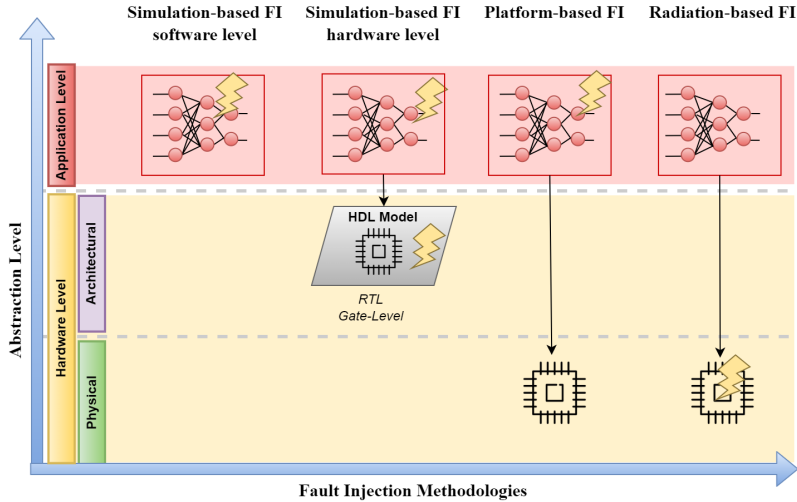 Simulation-based FI
software level
Simulation-based FI
hardware level
Platform-based FI
Radiation-based FI
Abstraction Level
Application Level
Hardware Level
Architectural
Physical
HDL Model
RTL
Gate-Level
Fault Injection Methodologies